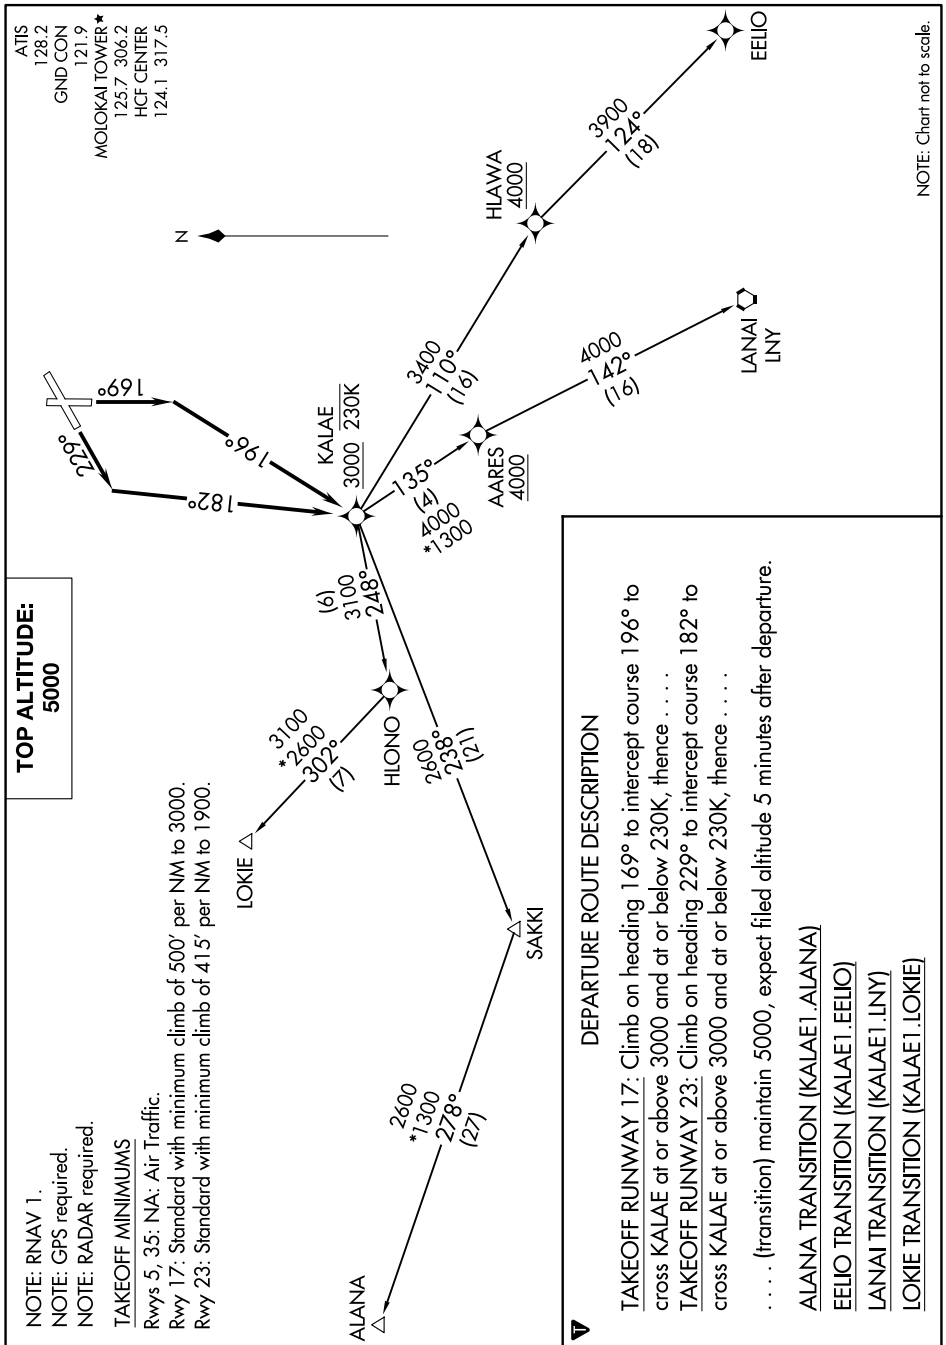 TOP ALTITUDE:
5000
ATIS
128.2
GND CON
121.9
MOLOKAI TOWER★
125.7 306.2
HCF CENTER
124.1 317.5
NOTE: RNAV 1.
NOTE: GPS required.
NOTE: RADAR required.
TAKEOFF MINIMUMS
Rwys 5, 35: NA: Air Traffic.
Rwy 17: Standard with minimum climb of 500' per NM to 3000.
Rwy 23: Standard with minimum climb of 415' per NM to 1900.
N
229°
169°
182°
196°
KALAE
3000 230K
LOKIE
3100
*2600
302°
(7)
HLONO
(6)
3100
248°
2600
238°
(21)
SAKKI
2600
*1300
278°
(27)
ALANA
135°
(4)
4000
*1300
AARES
4000
4000
142°
(16)
LANAI
LNY
3400
110°
(16)
HLAWA
4000
3900
124°
(18)
EELIO
NOTE: Chart not to scale.
T
DEPARTURE ROUTE DESCRIPTION
TAKEOFF RUNWAY 17: Climb on heading 169° to intercept course 196° to
cross KALAE at or above 3000 and at or below 230K, thence . . . .
TAKEOFF RUNWAY 23: Climb on heading 229° to intercept course 182° to
cross KALAE at or above 3000 and at or below 230K, thence . . . .
. . . . (transition) maintain 5000, expect filed altitude 5 minutes after departure.
ALANA TRANSITION (KALAE1.ALANA)
EELIO TRANSITION (KALAE1.EELIO)
LANAI TRANSITION (KALAE1.LNY)
LOKIE TRANSITION (KALAE1.LOKIE)